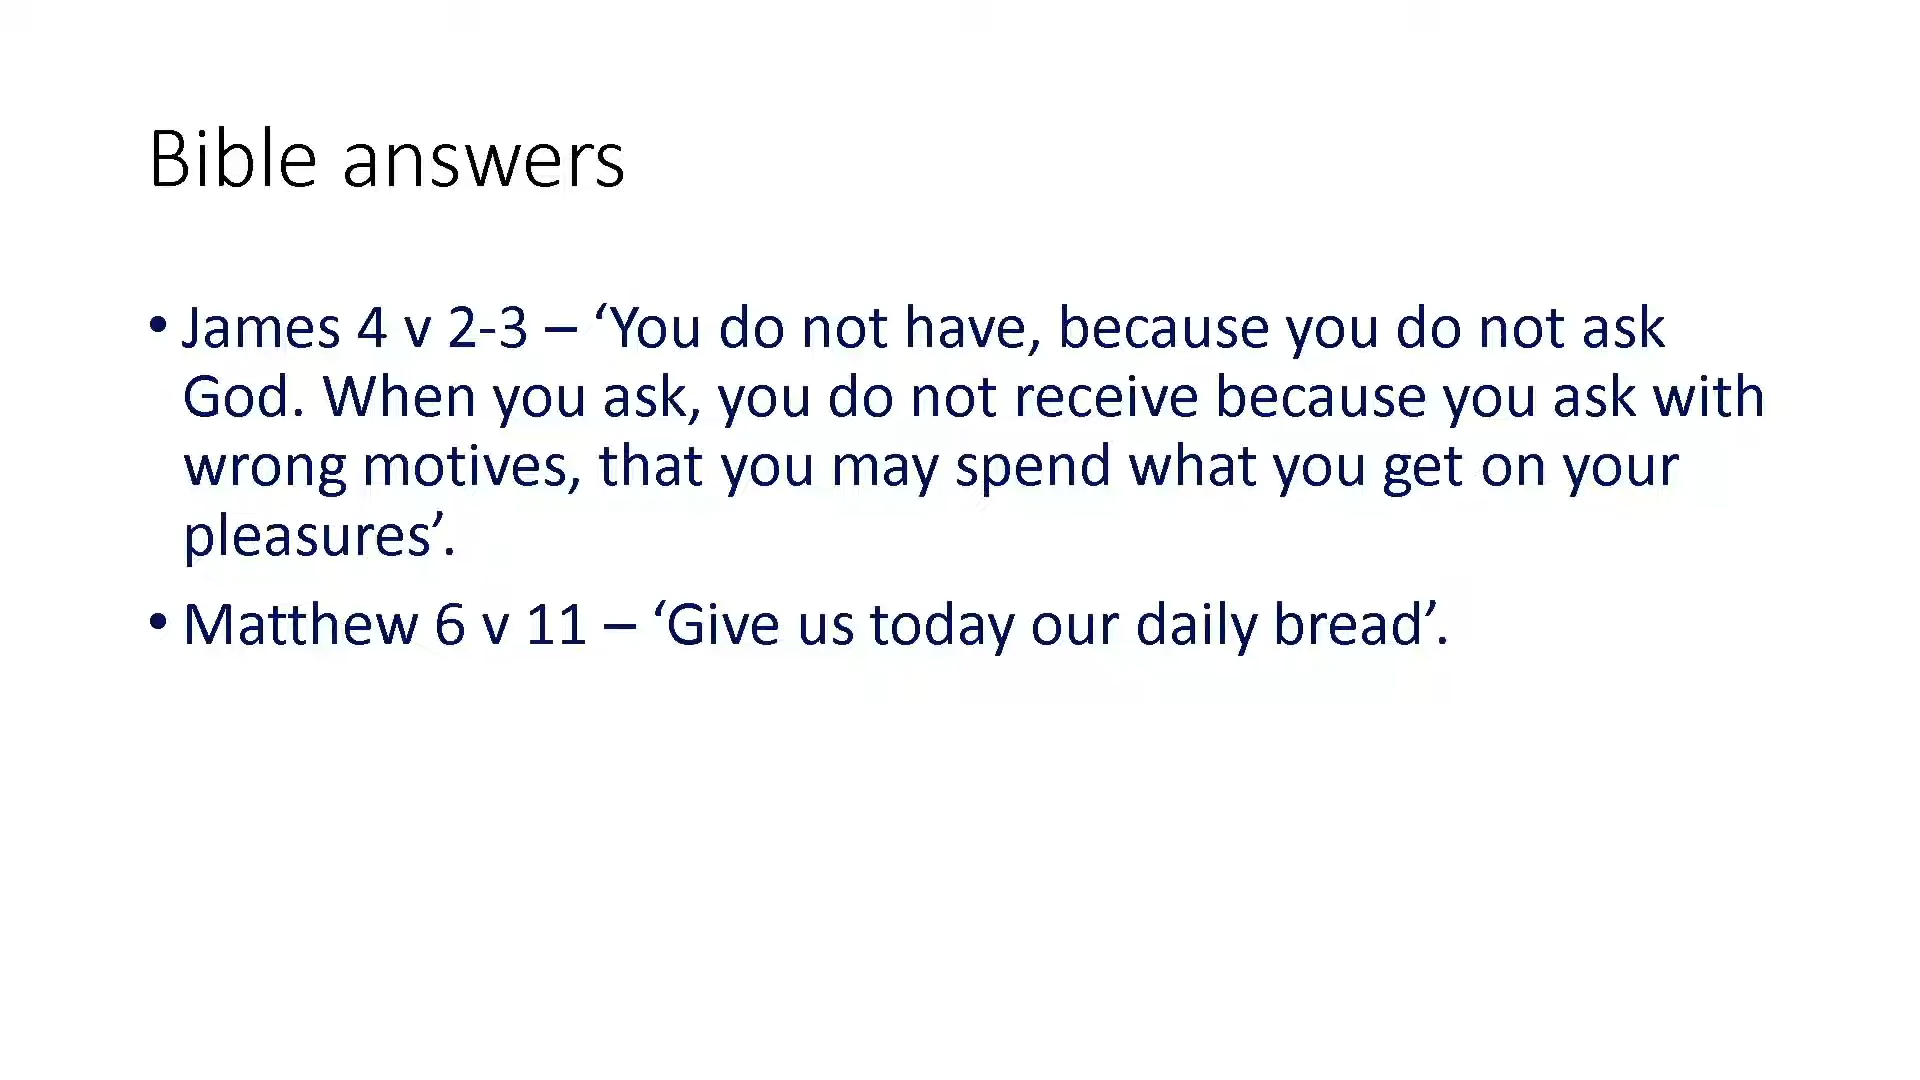 Bible answers
• James 4 v 2-3 – ‘You do not have, because you do not ask
God. When you ask, you do not receive because you ask with
wrong motives, that you may spend what you get on your
pleasures’.
• Matthew 6 v 11 – ‘Give us today our daily bread’.